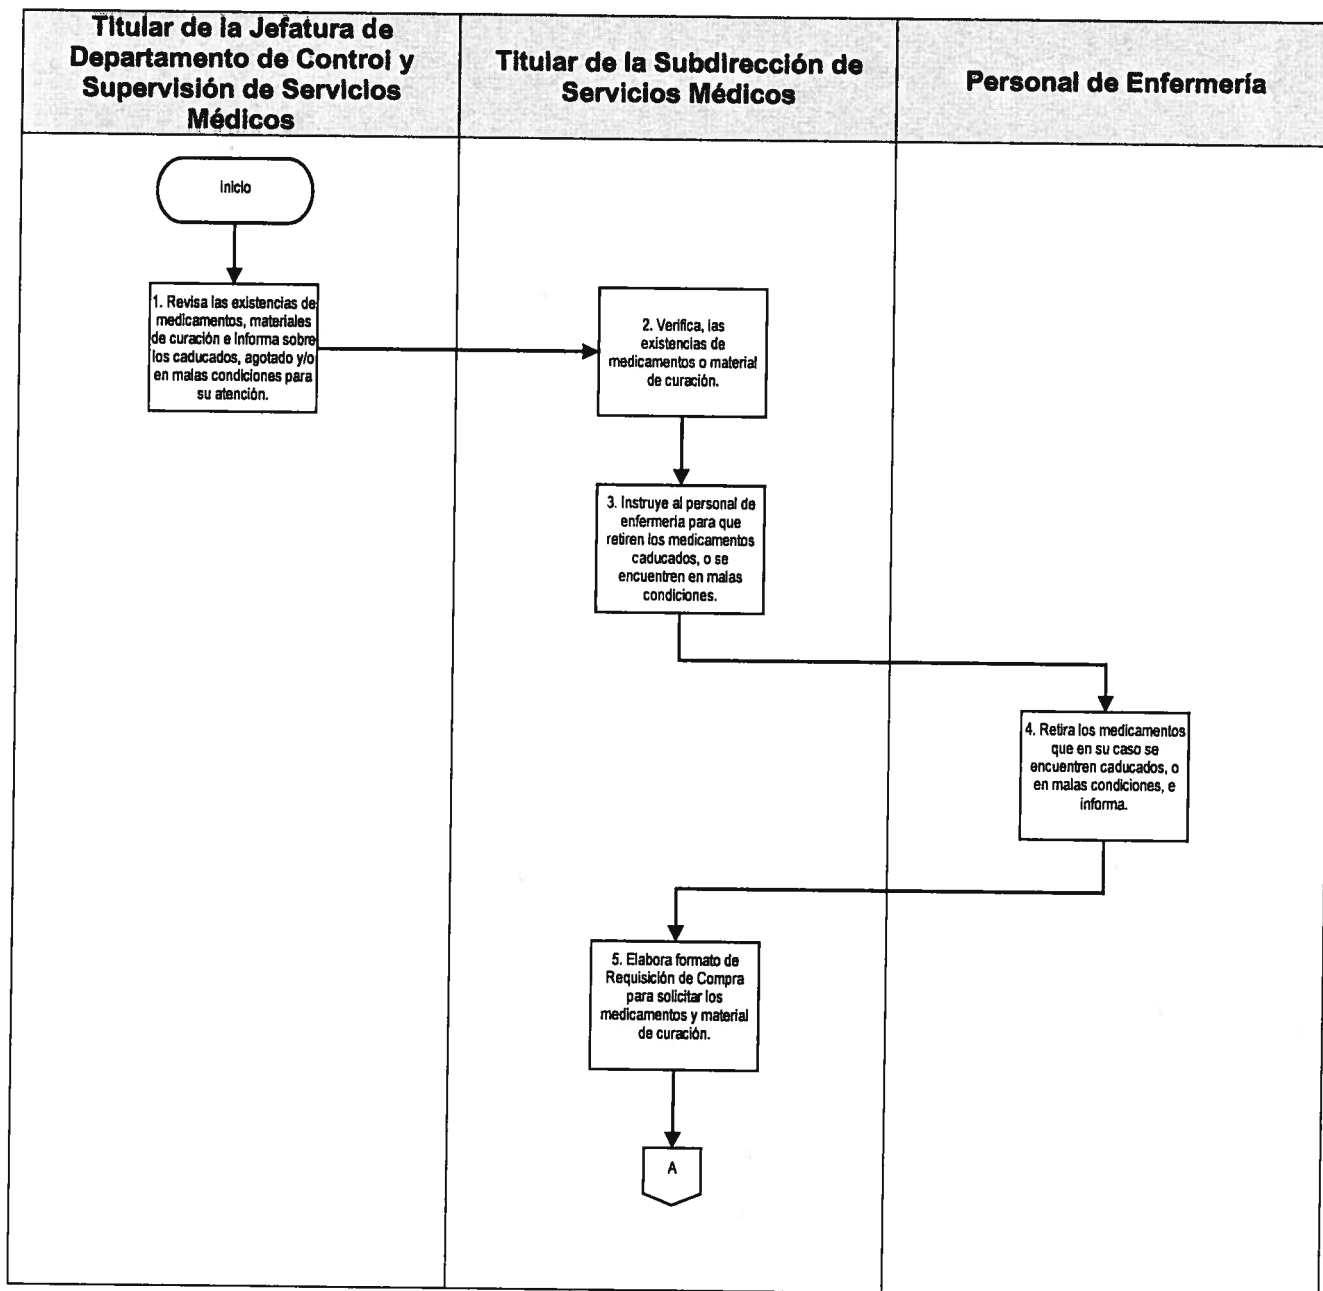 Titular de la Jefatura de
Departamento de Control y
Supervisión de Servicios
Médicos
Titular de la Subdirección de
Servicios Médicos
Personal de Enfermería
Inicio
1. Revisa las existencias de
medicamentos, materiales
de curación e Informa sobre
los caducados, agotado y/o
en malas condiciones para
su atención.
2. Verifica, las
existencias de
medicamentos o material
de curación.
3. Instruye al personal de
enfermería para que
retiren los medicamentos
caducados, o se
encuentren en malas
condiciones.
4. Retira los medicamentos
que en su caso se
encuentren caducados, o
en malas condiciones, e
informa.
5. Elabora formato de
Requisición de Compra
para solicitar los
medicamentos y material
de curación.
A